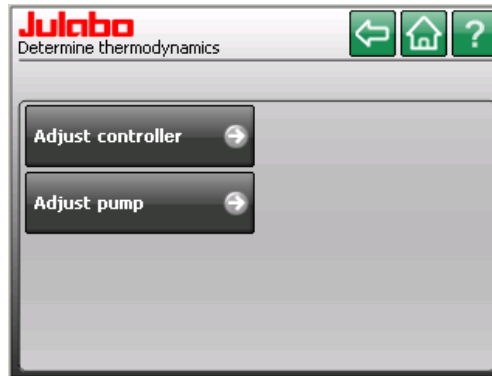 Julabo
Determine thermodynamics
?
Adjust controller
Adjust pump